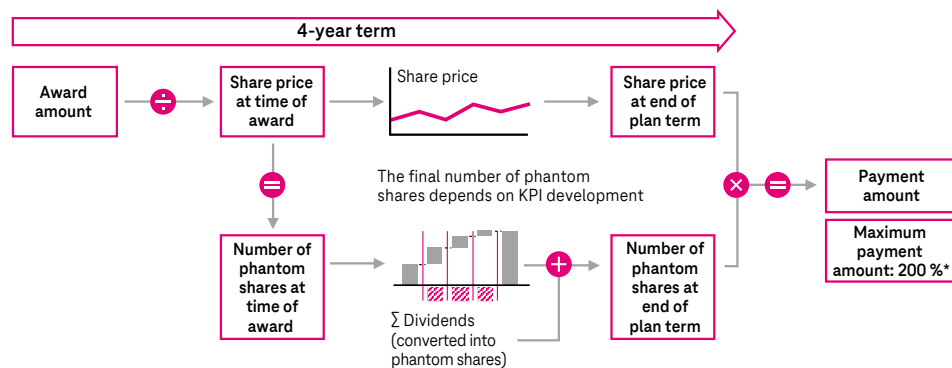 4-year term
Award
amount
÷
Share price
at time of
award
Share price
Share price
at end of
plan term
=
The final number of phantom
shares depends on KPI development
×
=
Payment
amount
Maximum
payment
amount: 200 %*
Number of
phantom
shares at
time of
award
+
Number of
phantom
shares at
end of
plan term
∑ Dividends
(converted into
phantom shares)